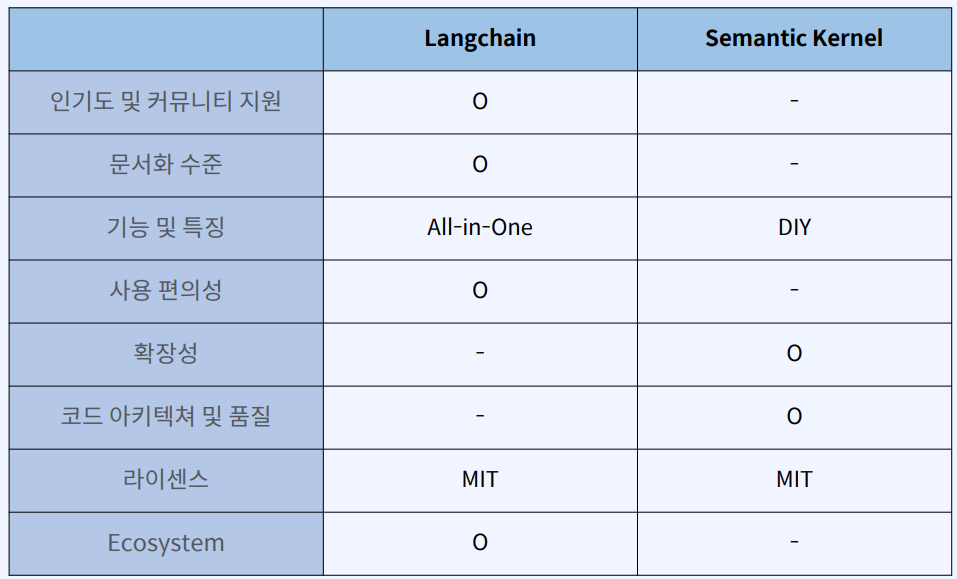 Langchain Semantic Kernel
인기도 및 커뮤니티 지원 O -
문서화 수준 O -
기능 및 특징 All-in-One DIY
사용 편의성 O -
확장성 - O
코드 아키텍쳐 및 품질 - O
라이센스 MIT MIT
Ecosystem O -